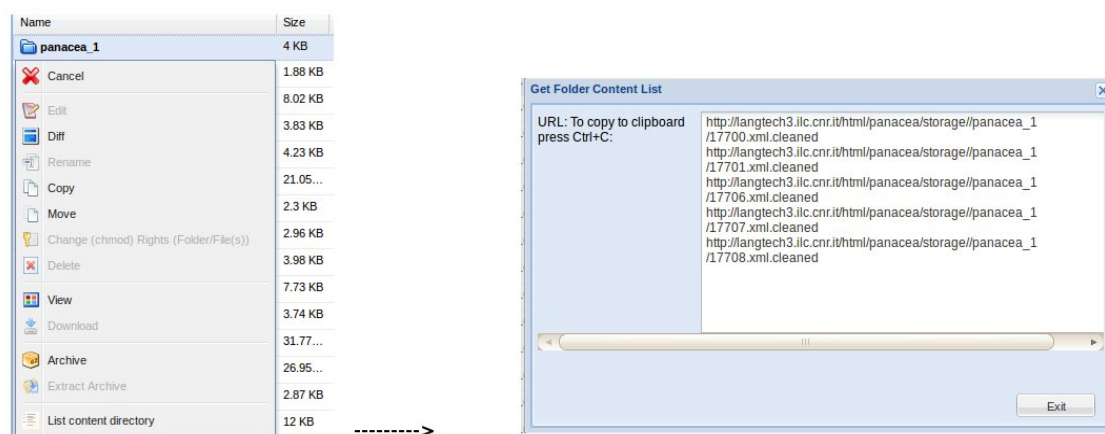 Name Size
panacea_1 4 KB
Cancel 1.88 KB
8.02 KB
Edit
Diff 3.83 KB
Rename 4.23 KB
Copy 21.05...
Move 2.3 KB
Change (chmod) Rights (Folder/File(s)) 2.96 KB
Delete 3.98 KB
View 7.73 KB
Download 3.74 KB
31.77...
Archive
26.95...
Extract Archive 2.87 KB
List content directory 12 KB
--------->
Get Folder Content List
URL: To copy to clipboard
press Ctrl+C:
http://langtech3.ilc.cnr.it/html/panacea/storage//panacea_1
/17700.xml.cleaned
http://langtech3.ilc.cnr.it/html/panacea/storage//panacea_1
/17701.xml.cleaned
http://langtech3.ilc.cnr.it/html/panacea/storage//panacea_1
/17706.xml.cleaned
http://langtech3.ilc.cnr.it/html/panacea/storage//panacea_1
/17707.xml.cleaned
http://langtech3.ilc.cnr.it/html/panacea/storage//panacea_1
/17708.xml.cleaned
Exit